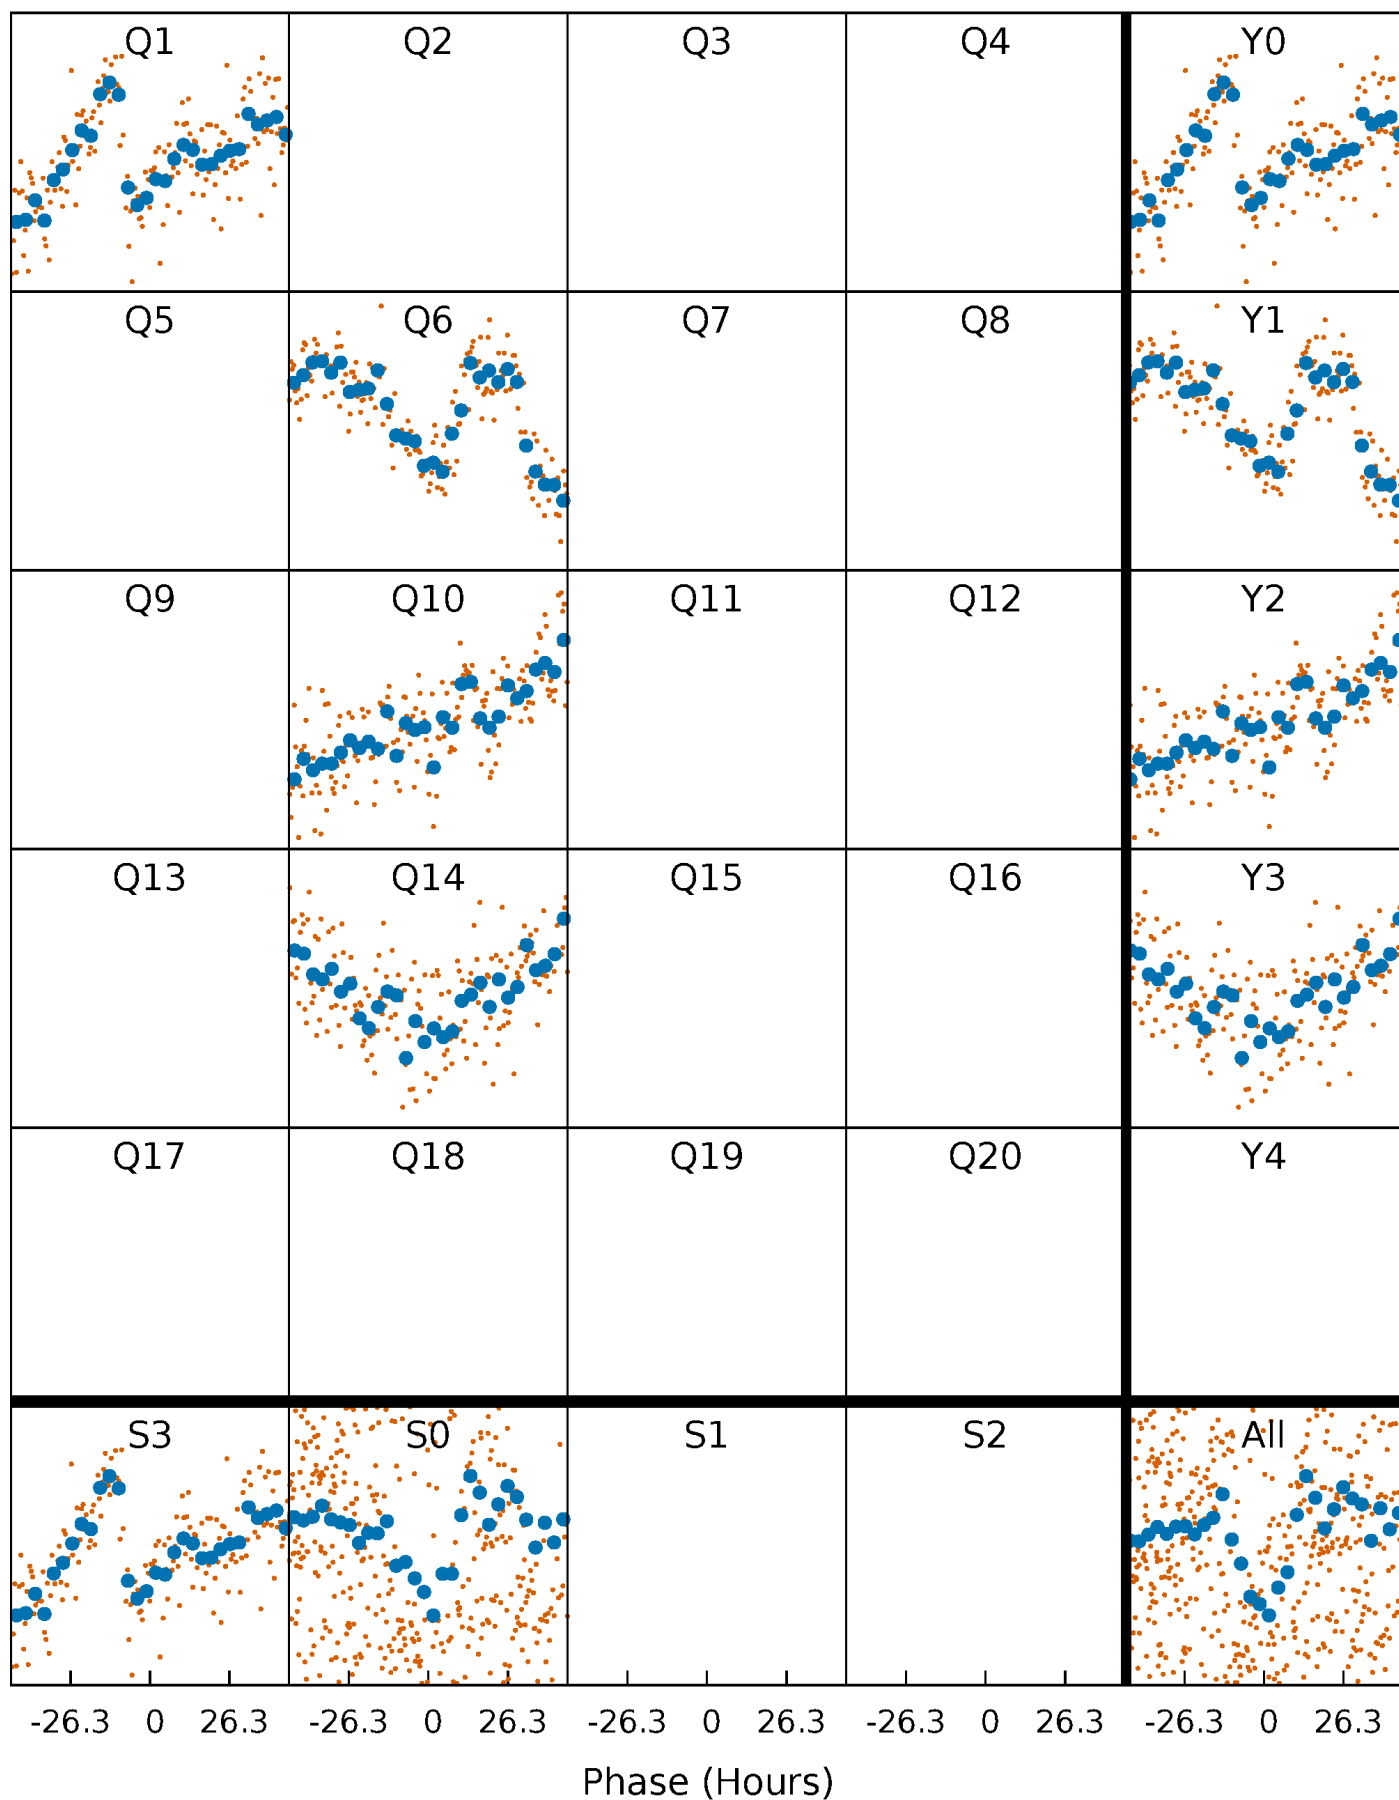 Q1 Q2 Q3 Q4 Y0
Q5 Q6 Q7 Q8 Y1
Q9 Q10 Q11 Q12 Y2
Q13 Q14 Q15 Q16 Y3
Q17 Q18 Q19 Q20 Y4
S3 S0 S1 S2 All
-26.3 0 26.3 -26.3 0 26.3 -26.3 0 26.3 -26.3 0 26.3 -26.3 0 26.3
Phase (Hours)